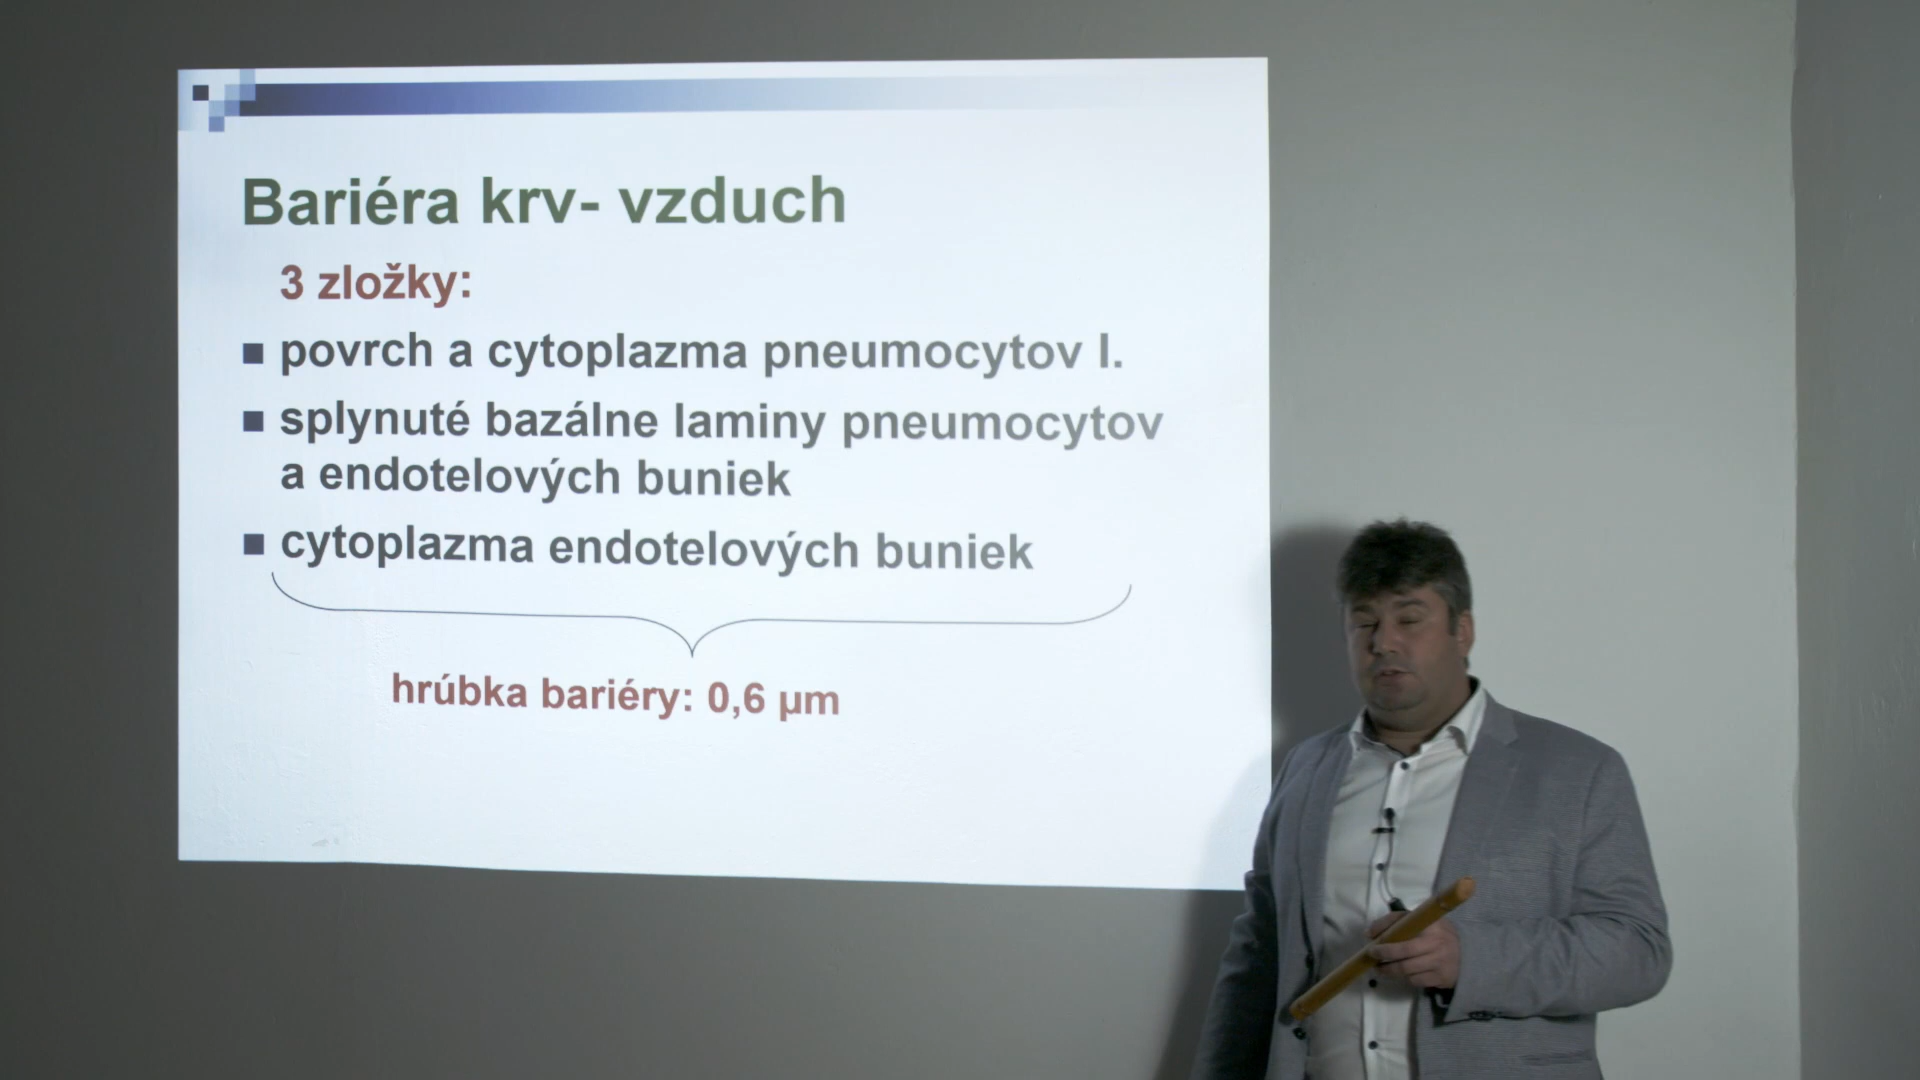 Bariéra krv- vzduch
3 zložky:
povrch a cytoplazma pneumocytov I.
splynuté bazálne laminy pneumocytov
a endotelových buniek
cytoplazma endotelových buniek
hrúbka bariéry: 0,6 µm